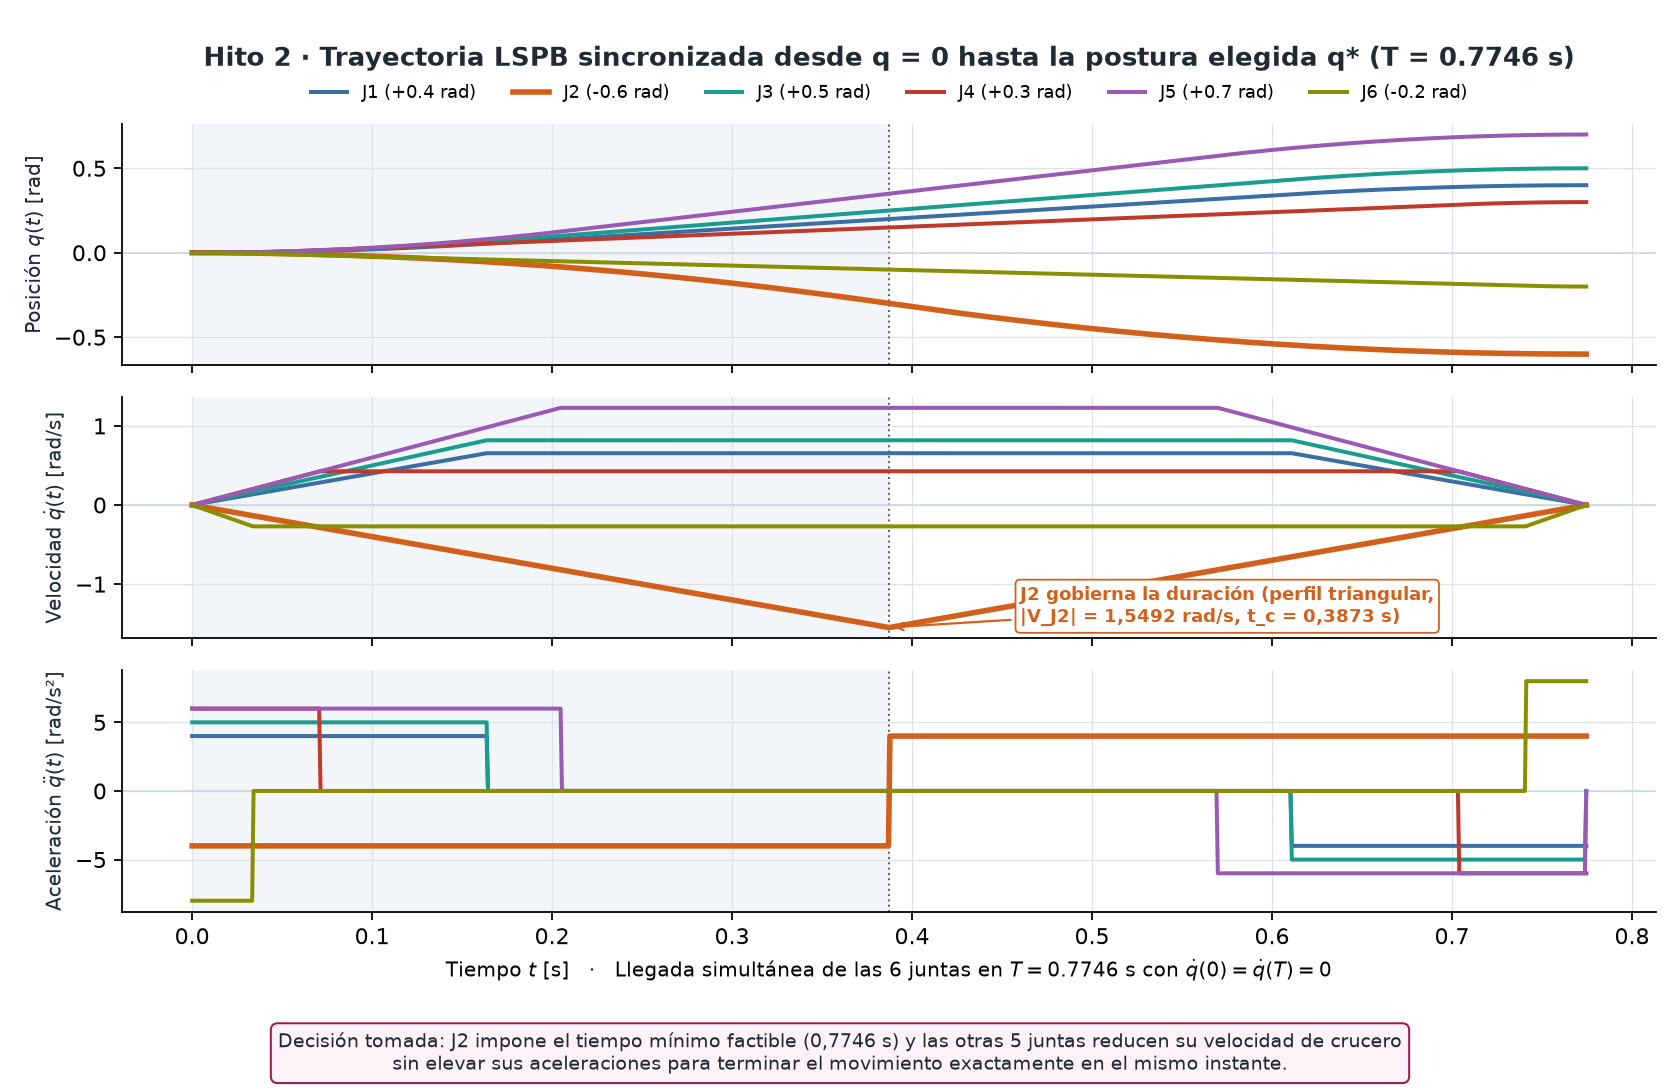 Hito 2 · Trayectoria LSPB sincronizada desde q = 0 hasta la postura elegida q* (T = 0.7746 s)
J1 (+0.4 rad) J2 (-0.6 rad) J3 (+0.5 rad) J4 (+0.3 rad) J5 (+0.7 rad) J6 (-0.2 rad)
Posición q(t) [rad]
0.5
0.0
−0.5
Velocidad q̇(t) [rad/s]
1
0
−1
J2 gobierna la duración (perfil triangular,
|V_J2| = 1,5492 rad/s, t_c = 0,3873 s)
Aceleración q̈(t) [rad/s²]
5
0
−5
0.0 0.1 0.2 0.3 0.4 0.5 0.6 0.7 0.8
Tiempo t [s] · Llegada simultánea de las 6 juntas en T = 0.7746 s con q̇(0) = q̇(T) = 0
Decisión tomada: J2 impone el tiempo mínimo factible (0,7746 s) y las otras 5 juntas reducen su velocidad de crucero
sin elevar sus aceleraciones para terminar el movimiento exactamente en el mismo instante.